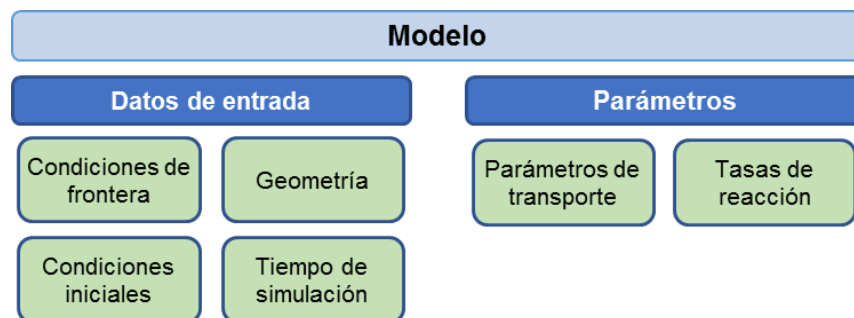 Modelo
Datos de entrada
Parámetros
Condiciones de
frontera
Geometría
Parámetros de
transporte
Tasas de
reacción
Condiciones
iniciales
Tiempo de
simulación